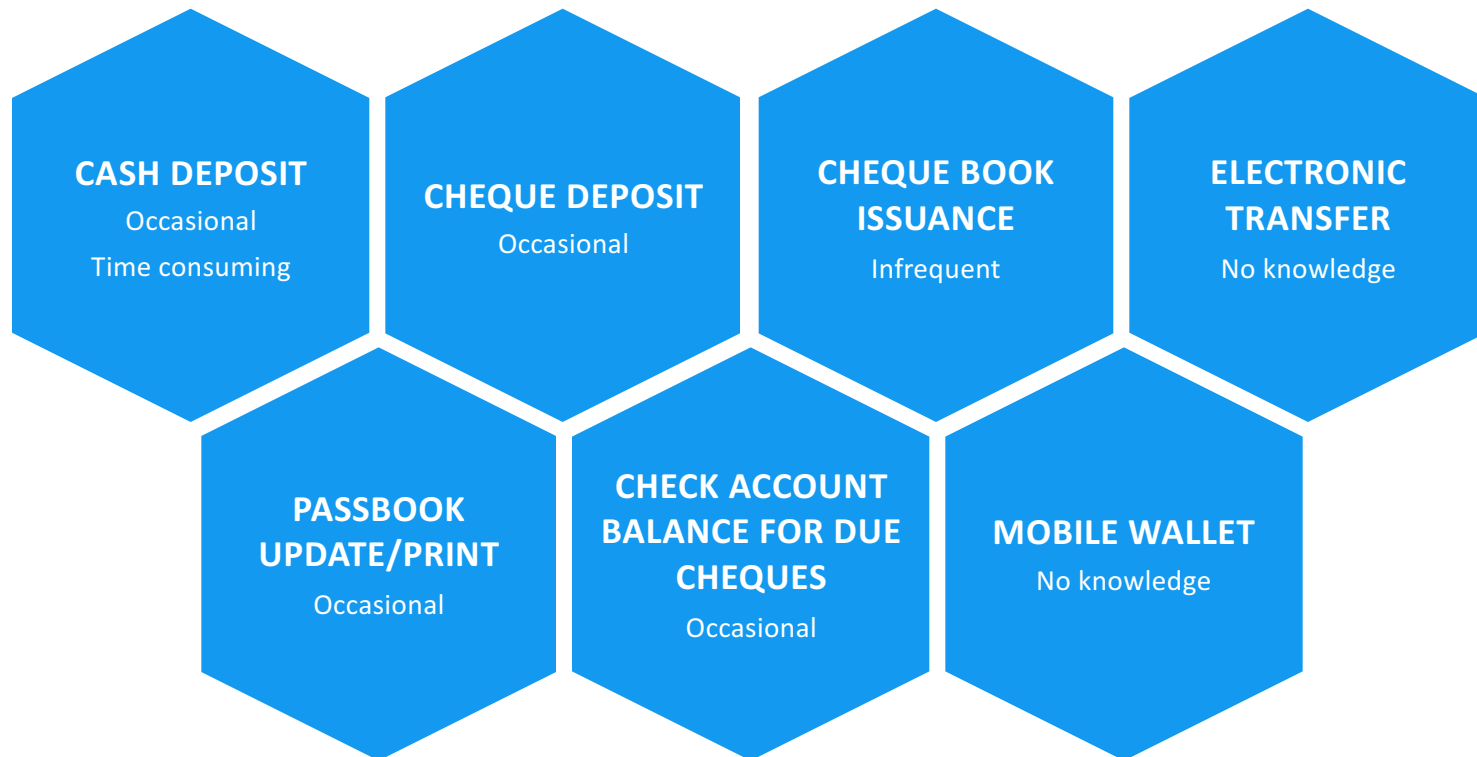 CASH DEPOSIT
Occasional
Time consuming
CHEQUE DEPOSIT
Occasional
CHEQUE BOOK
ISSUANCE
Infrequent
ELECTRONIC
TRANSFER
No knowledge
PASSBOOK
UPDATE/PRINT
Occasional
CHECK ACCOUNT
BALANCE FOR DUE
CHEQUES
Occasional
MOBILE WALLET
No knowledge